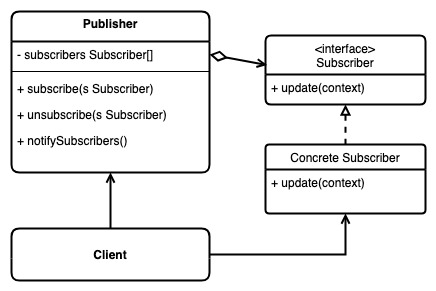 Publisher
- subscribers Subscriber[]
+ subscribe(s Subscriber)
+ unsubscribe(s Subscriber)
+ notifySubscribers()
<interface>
Subscriber
+ update(context)
Concrete Subscriber
+ update(context)
Client